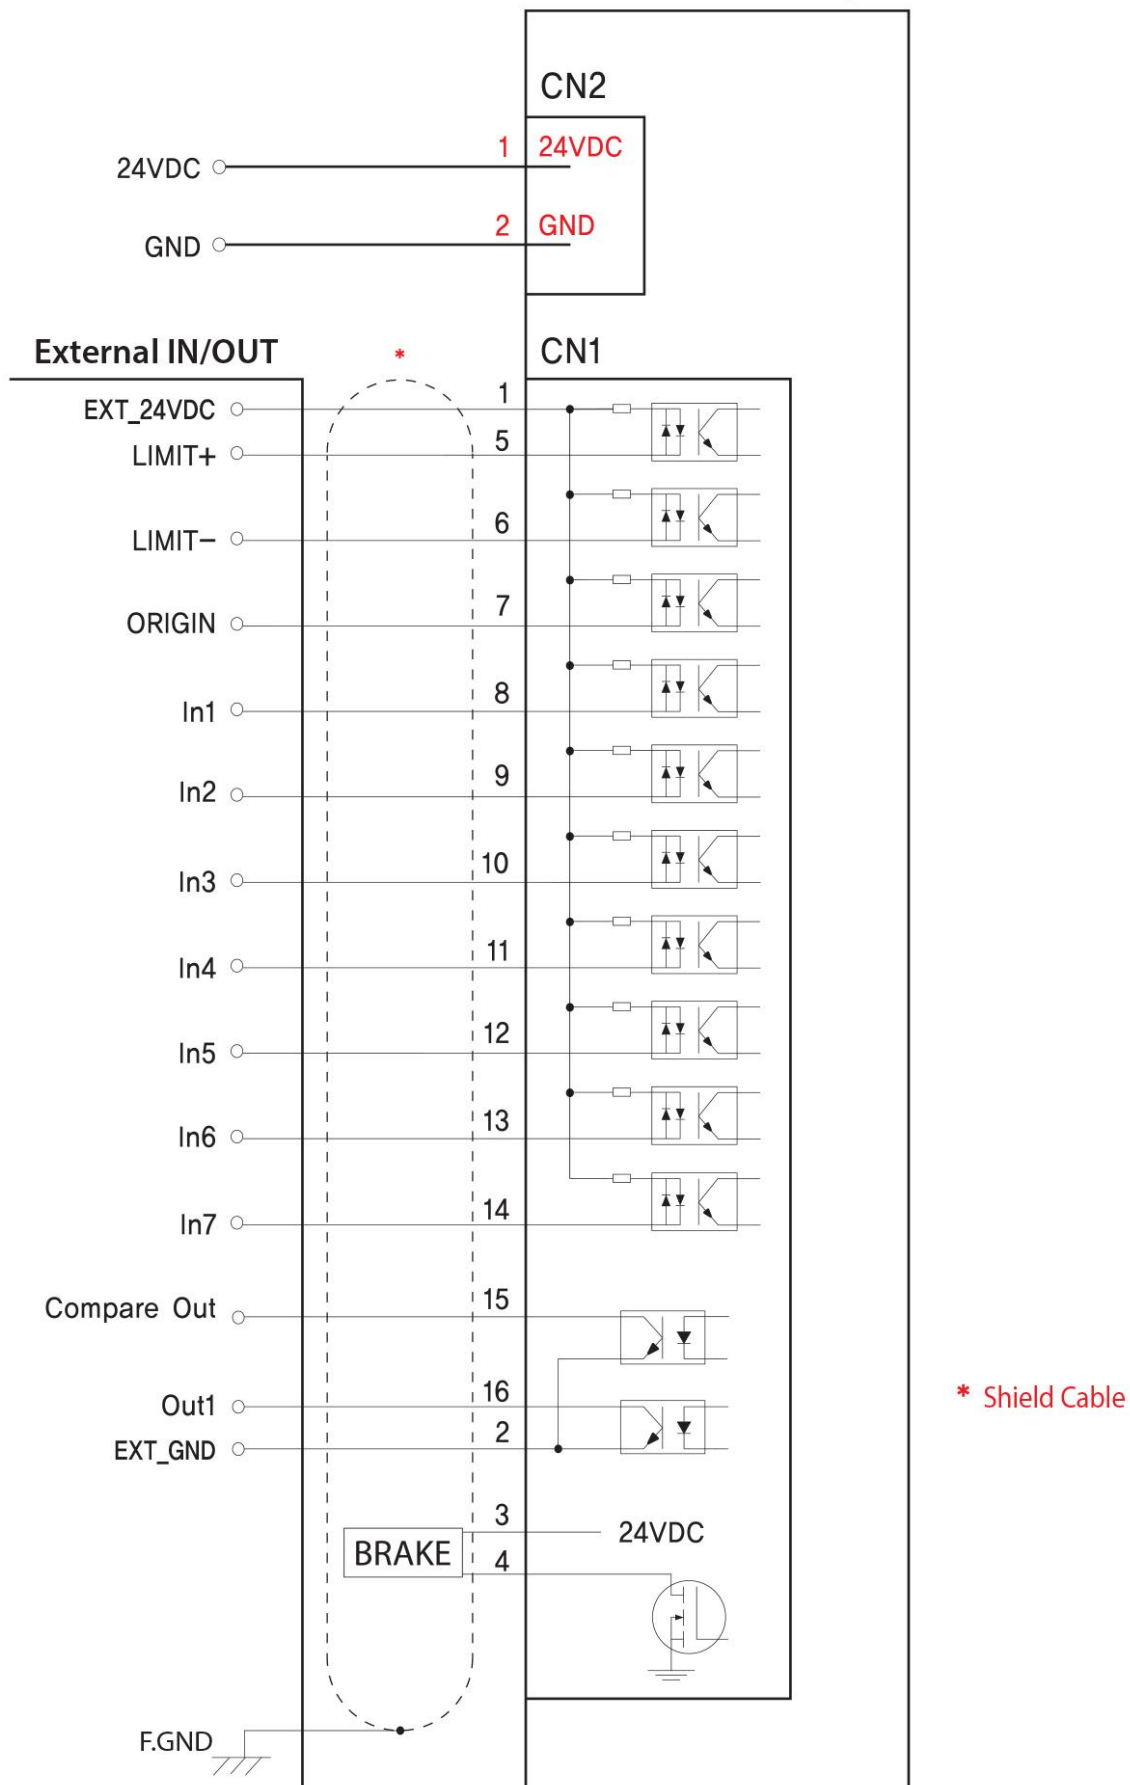 CN2
1 24VDC
24VDC
2 GND
GND
External IN/OUT
*
CN1
1
EXT_24VDC
5
LIMIT+
6
LIMIT−
7
ORIGIN
8
In1
9
In2
10
In3
11
In4
12
In5
13
In6
14
In7
15
Compare Out
16
Out1
* Shield Cable
2
EXT_GND
3
24VDC
BRAKE
4
F.GND